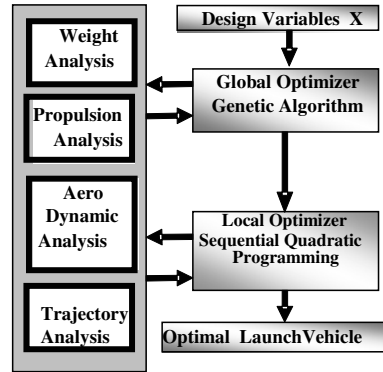 Weight
Analysis
Propulsion
Analysis
Aero
Dynamic
Analysis
Trajectory
Analysis
Design Variables X
Global Optimizer
Genetic Algorithm
Local Optimizer
Sequential Quadratic
Programming
Optimal LaunchVehicle